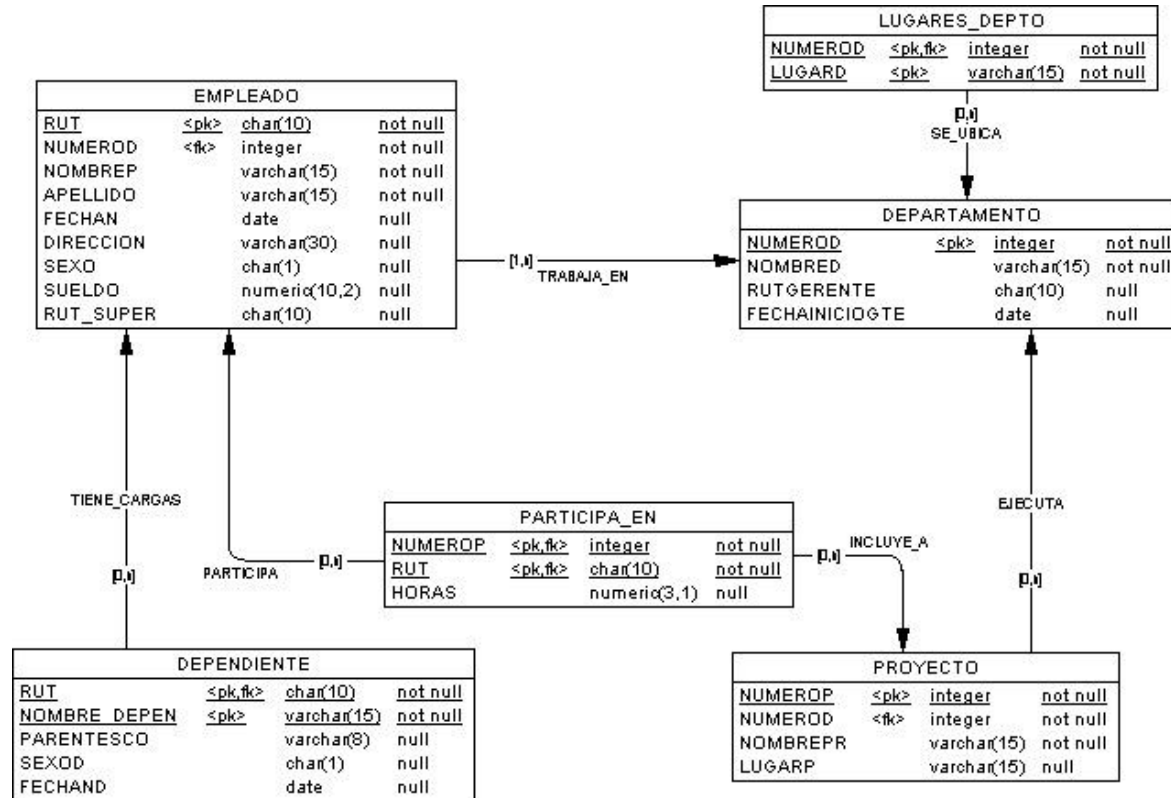 LUGARES_DEPTO
NUMEROD <pk,fk> integer not null
LUGARD <pk> varchar(15) not null
[0,n]
SE_UBICA
EMPLEADO
RUT <pk> char(10) not null
NUMEROD <fk> integer not null
NOMBREP varchar(15) not null
APELLIDO varchar(15) not null
FECHAN date null
DIRECCION varchar(30) null
SEXO char(1) null
SUELDO numeric(10,2) null
RUT_SUPER char(10) null
[1,n]
TRABAJA_EN
DEPARTAMENTO
NUMEROD <pk> integer not null
NOMBRED varchar(15) not null
RUTGERENTE char(10) null
FECHAINICIOGTE date null
TIENE_CARGAS
[0,n]
PARTICIPA
[0,n]
PARTICIPA_EN
NUMEROP <pk,fk> integer not null
RUT <pk,fk> char(10) not null
HORAS numeric(3,1) null
[0,n]
INCLUYE_A
EJECUTA
[0,n]
DEPENDIENTE
RUT <pk,fk> char(10) not null
NOMBRE_DEPEN <pk> varchar(15) not null
PARENTESCO varchar(8) null
SEXOD char(1) null
FECHAND date null
PROYECTO
NUMEROP <pk> integer not null
NUMEROD <fk> integer not null
NOMBREPR varchar(15) not null
LUGARP varchar(15) null